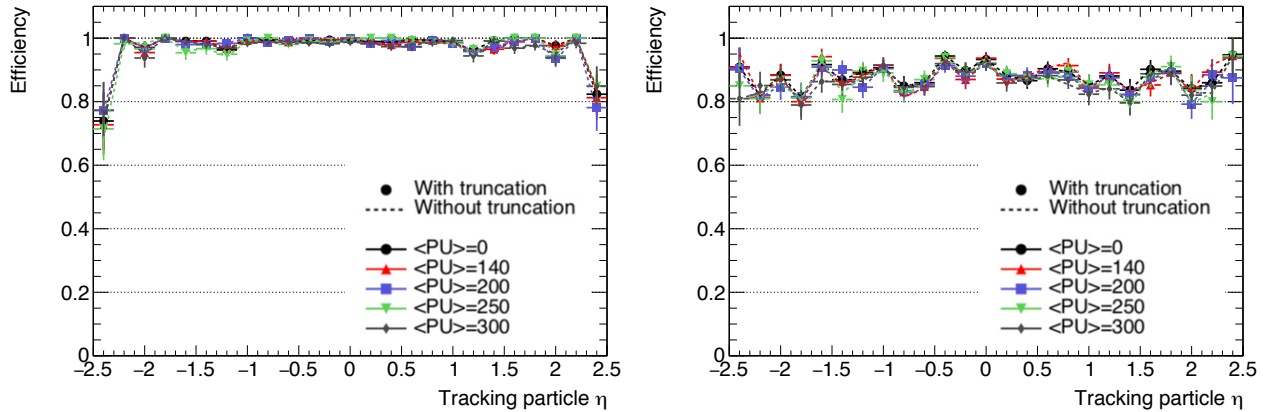 Efficiency
1
0.8
0.6
0.4
0.2
0
With truncation
Without truncation
<PU>=0
<PU>=140
<PU>=200
<PU>=250
<PU>=300
−2.5 −2 −1.5 −1 −0.5 0 0.5 1 1.5 2 2.5
Tracking particle η
Efficiency
1
0.8
0.6
0.4
0.2
0
With truncation
Without truncation
<PU>=0
<PU>=140
<PU>=200
<PU>=250
<PU>=300
−2.5 −2 −1.5 −1 −0.5 0 0.5 1 1.5 2 2.5
Tracking particle η